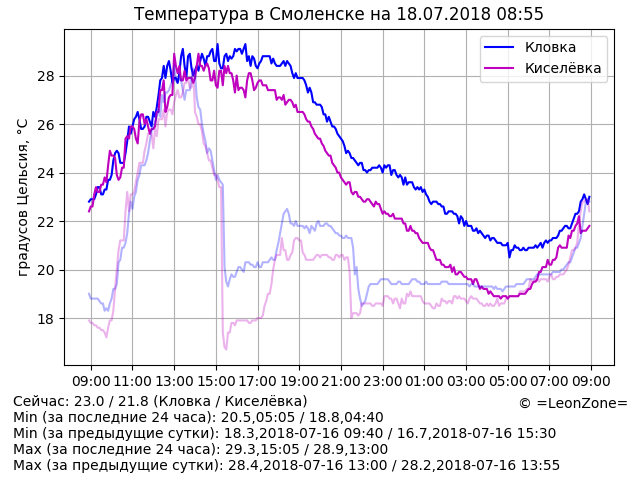 Температура в Смоленске на 18.07.2018 08:55
Кловка
Киселёвка
градусов Цельсия, °C
28
26
24
22
20
18
09:00 11:00 13:00 15:00 17:00 19:00 21:00 23:00 01:00 03:00 05:00 07:00 09:00
Сейчас: 23.0 / 21.8 (Кловка / Киселёвка)
© =LeonZone=
Min (за последние 24 часа): 20.5,05:05 / 18.8,04:40
Min (за предыдущие сутки): 18.3,2018-07-16 09:40 / 16.7,2018-07-16 15:30
Max (за последние 24 часа): 29.3,15:05 / 28.9,13:00
Max (за предыдущие сутки): 28.4,2018-07-16 13:00 / 28.2,2018-07-16 13:55